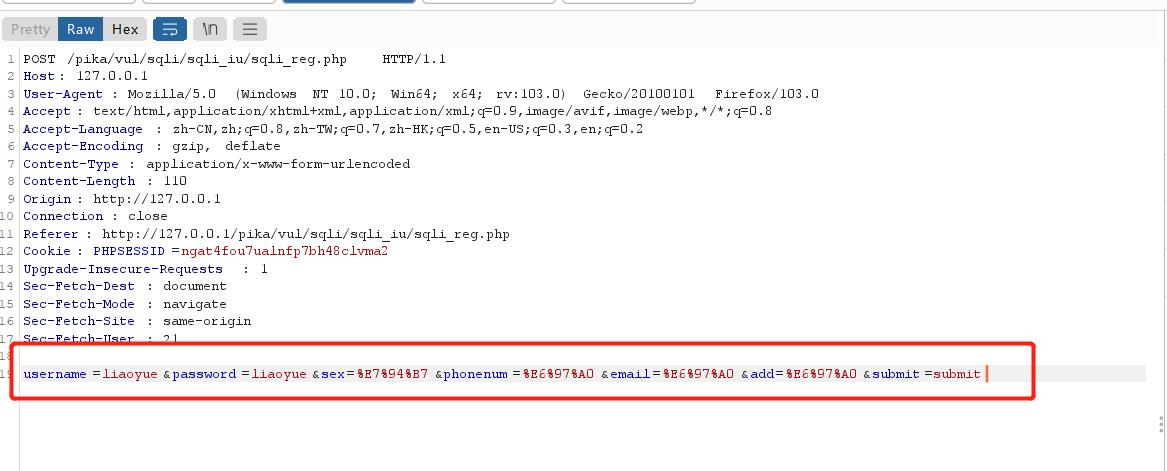 Pretty Raw Hex \n
1 POST /pika/vul/sqli/sqli_iu/sqli_reg.php HTTP/1.1
2 Host : 127.0.0.1
3 User-Agent : Mozilla/5.0 (Windows NT 10.0; Win64; x64; rv:103.0) Gecko/20100101 Firefox/103.0
4 Accept : text/html,application/xhtml+xml,application/xml;q=0.9,image/avif,image/webp,*/*;q=0.8
5 Accept-Language : zh-CN,zh;q=0.8,zh-TW;q=0.7,zh-HK;q=0.5,en-US;q=0.3,en;q=0.2
6 Accept-Encoding : gzip, deflate
7 Content-Type : application/x-www-form-urlencoded
8 Content-Length : 110
9 Origin : http://127.0.0.1
10 Connection : close
11 Referer : http://127.0.0.1/pika/vul/sqli/sqli_iu/sqli_reg.php
12 Cookie : PHPSESSID =ngat4fou7ualnfp7bh48clvma2
13 Upgrade-Insecure-Requests : 1
14 Sec-Fetch-Dest : document
15 Sec-Fetch-Mode : navigate
16 Sec-Fetch-Site : same-origin
17 Sec-Fetch-User : ?1
18
19 username =liaoyue &password =liaoyue &sex=%E7%94%B7 &phonenum =%E6%97%A0 &email=%E6%97%A0 &add=%E6%97%A0 &submit =submit